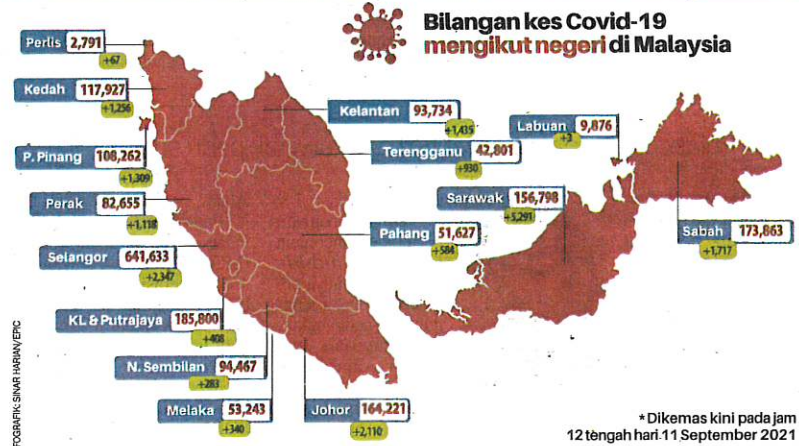 Bilangan kes Covid-19
mengikut negeri di Malaysia
Perlis 2,791
+67
Kedah 117,927
+1,256
P. Pinang 108,262
+1,309
Perak 82,655
+1,118
Selangor 641,633
+2,347
KL & Putrajaya 185,800
+408
N. Sembilan 94,467
+283
Melaka 53,243
+340
Johor 164,221
+2,110
Kelantan 93,734
+1,435
Terengganu 42,801
+930
Pahang 51,627
+584
Labuan 9,876
+3
Sarawak 156,798
+5,291
Sabah 173,863
+1,717
*Dikemas kini pada jam
12 tengah hari.11 September 2021
FOGRAFIK: SINAR HARIAN/EPIC